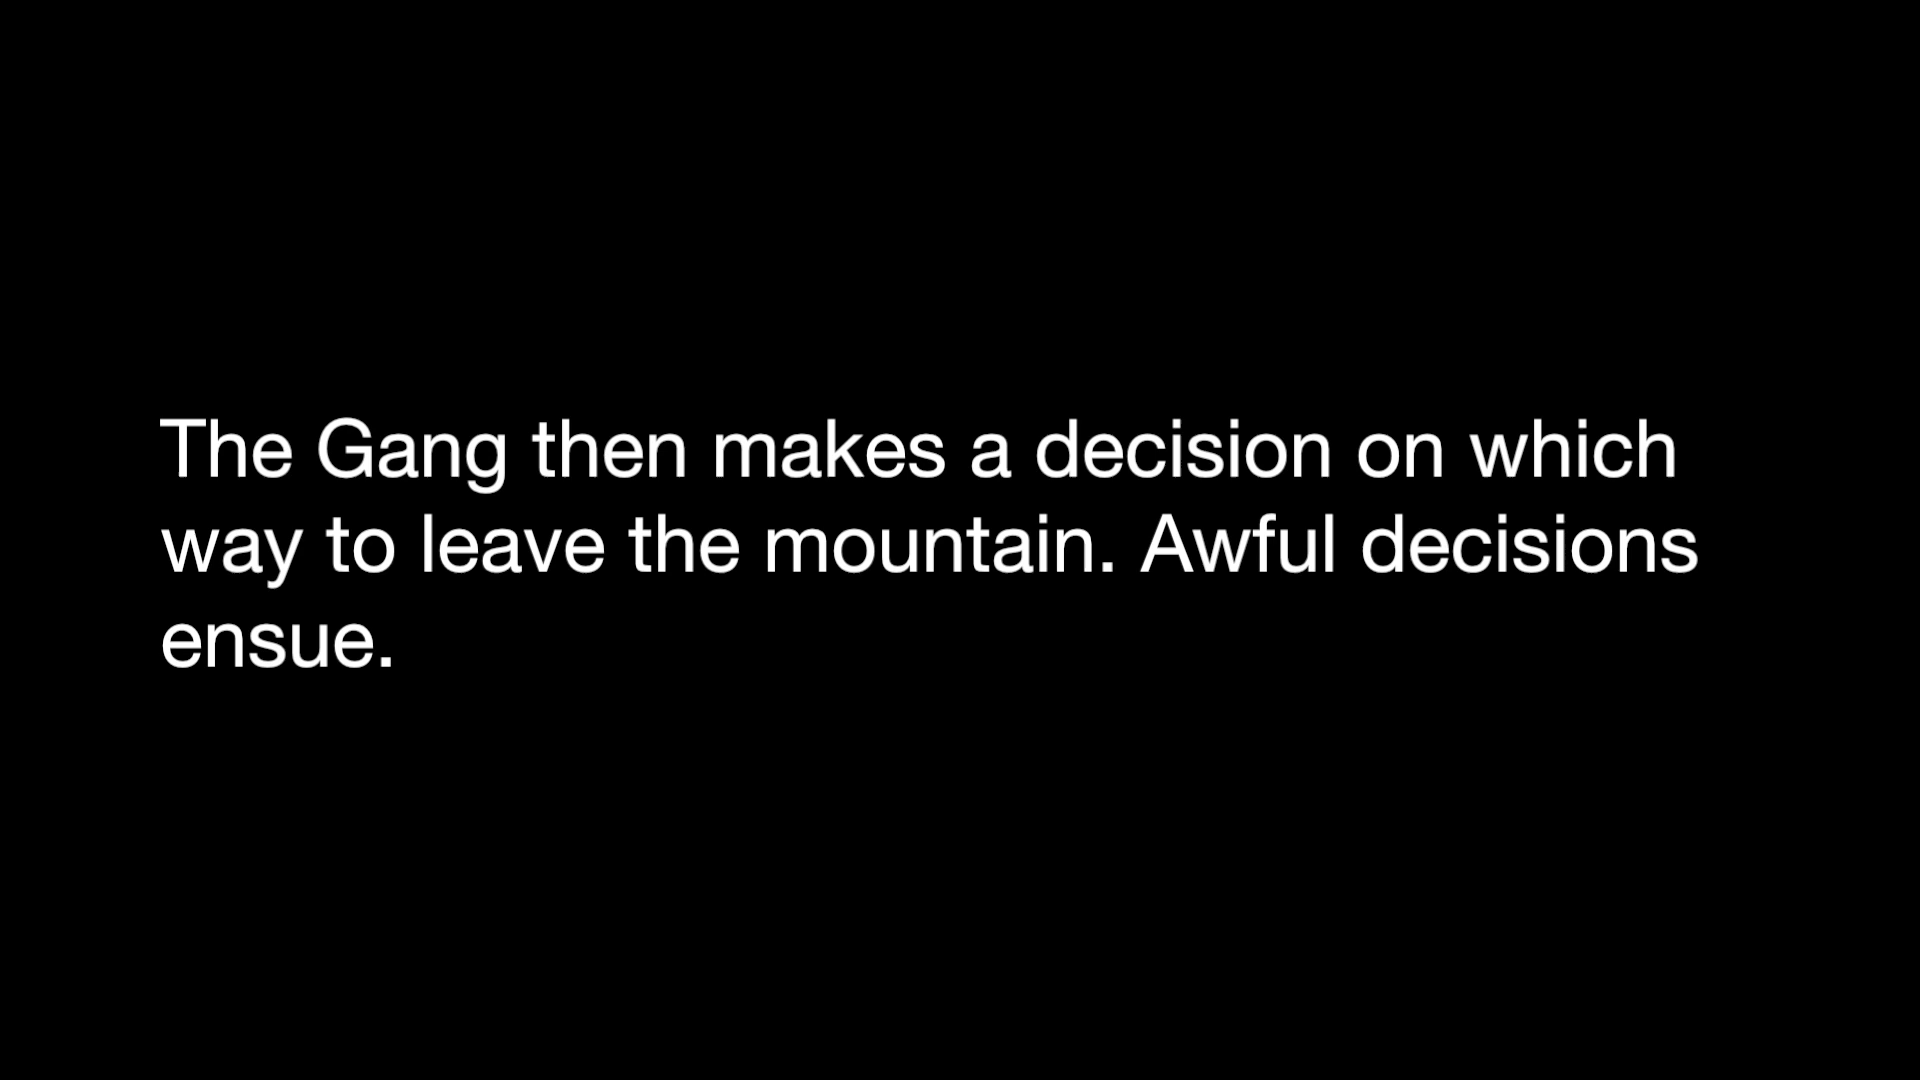 The Gang then makes a decision on which
way to leave the mountain. Awful decisions
ensue.